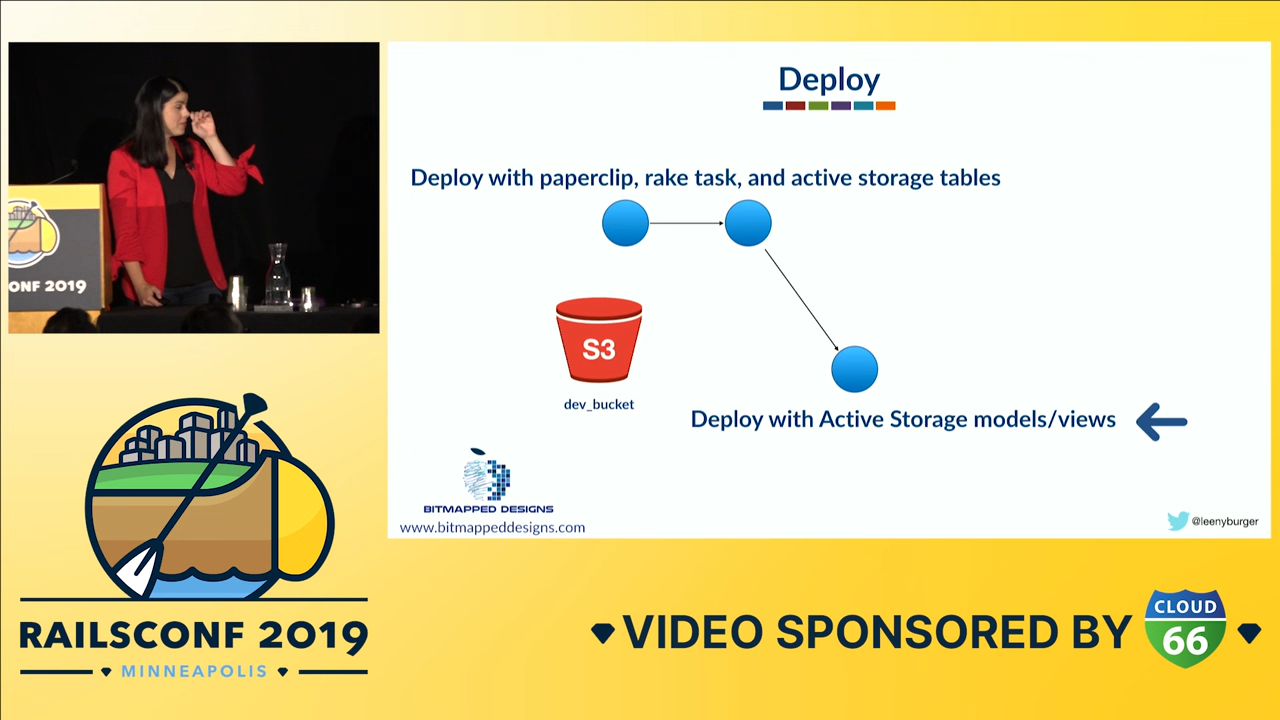 Deploy
Deploy with paperclip, rake task, and active storage tables
S3
dev_bucket
Deploy with Active Storage models/views
BITMAPPED DESIGNS
www.bitmappeddesigns.com
@leenyburger
ONF 2019
RAILSCONF 2019
MINNEAPOLIS
VIDEO SPONSORED BY
CLOUD
66